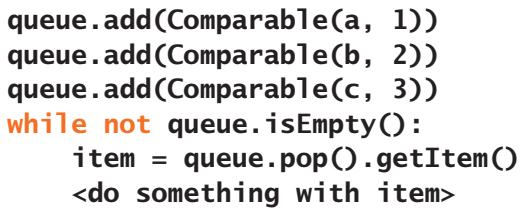 queue.add(Comparable(a, 1))
queue.add(Comparable(b, 2))
queue.add(Comparable(c, 3))
while not queue.isEmpty():
    item = queue.pop().getItem()
    <do something with item>